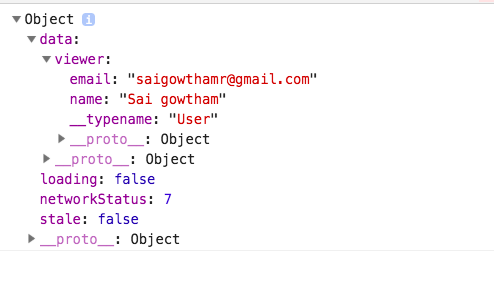 Object i
data:
viewer:
email: "saigowthamr@gmail.com"
name: "Sai gowtham"
__typename: "User"
__proto__: Object
__proto__: Object
loading: false
networkStatus: 7
stale: false
__proto__: Object